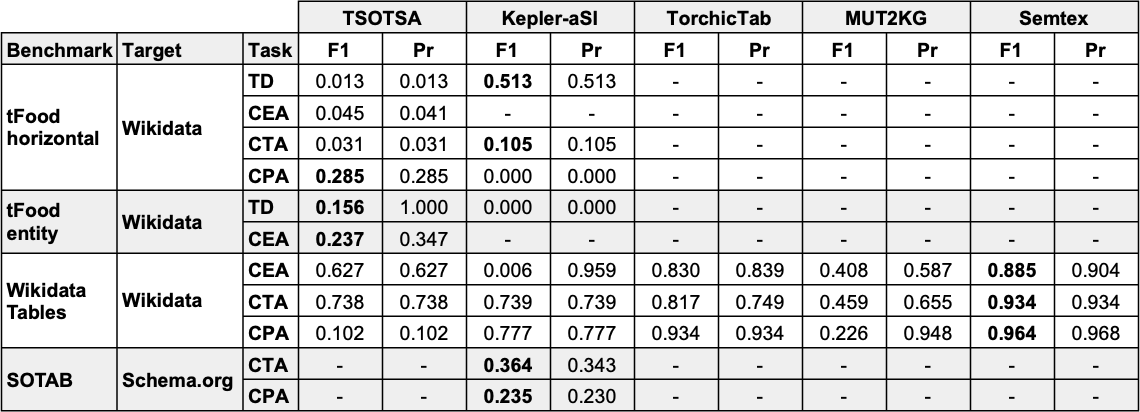 TSOTSA Kepler-aSI TorchicTab MUT2KG Semtex
Benchmark Target Task F1 Pr F1 Pr F1 Pr F1 Pr F1 Pr
tFood horizontal Wikidata TD 0.013 0.013 0.513 0.513 - - - - - -
CEA 0.045 0.041 - - - - - - - -
CTA 0.031 0.031 0.105 0.105 - - - - - -
CPA 0.285 0.285 0.000 0.000 - - - - - -
tFood entity Wikidata TD 0.156 1.000 0.000 0.000 - - - - - -
CEA 0.237 0.347 - - - - - - - -
Wikidata Tables Wikidata CEA 0.627 0.627 0.006 0.959 0.830 0.839 0.408 0.587 0.885 0.904
CTA 0.738 0.738 0.739 0.739 0.817 0.749 0.459 0.655 0.934 0.934
CPA 0.102 0.102 0.777 0.777 0.934 0.934 0.226 0.948 0.964 0.968
SOTAB Schema.org CTA - - 0.364 0.343 - - - - - -
CPA - - 0.235 0.230 - - - - - -